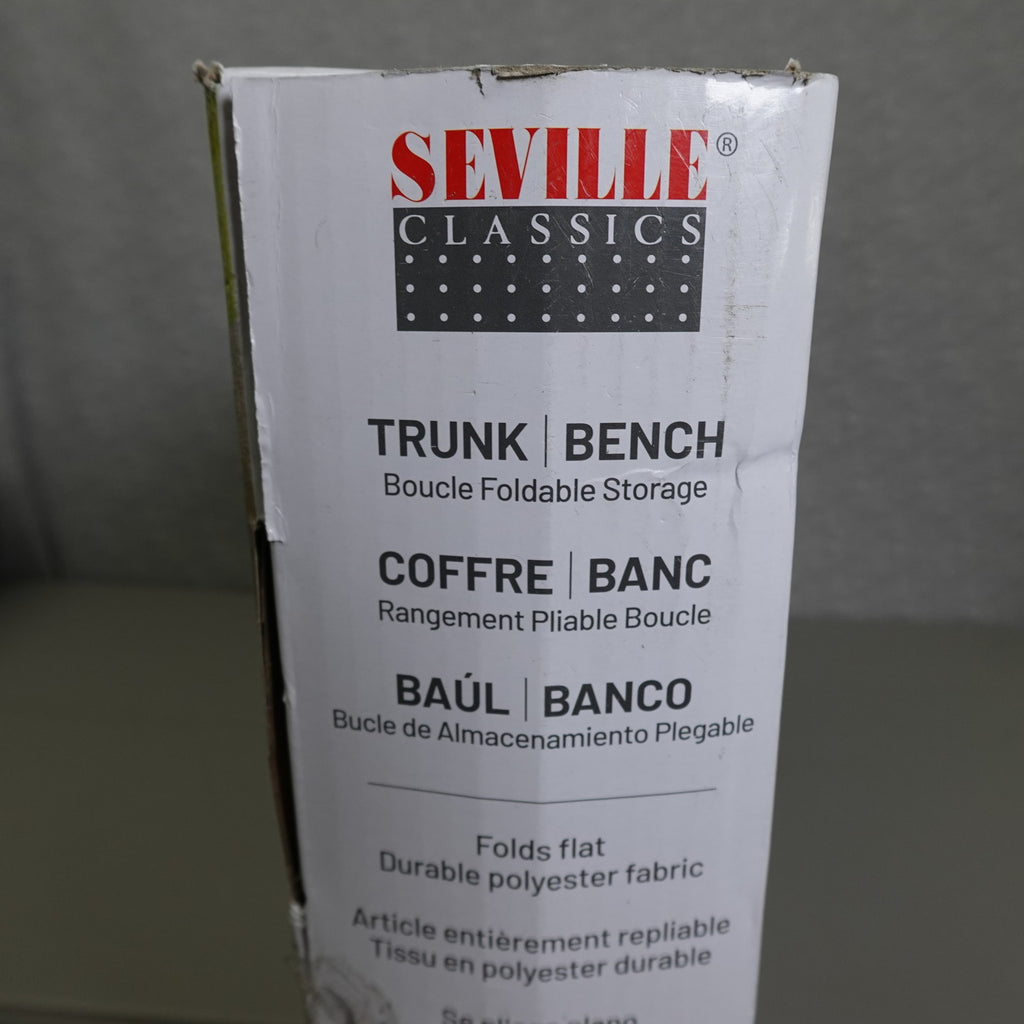 SEVILLE®
CLASSICS
TRUNK | BENCH
Boucle Foldable Storage
COFFRE | BANC
Rangement Pliable Boucle
BAÚL | BANCO
Bucle de Almacenamiento Plegable
Folds flat
Durable polyester fabric
Article entièrement repliable
Tissu en polyester durable